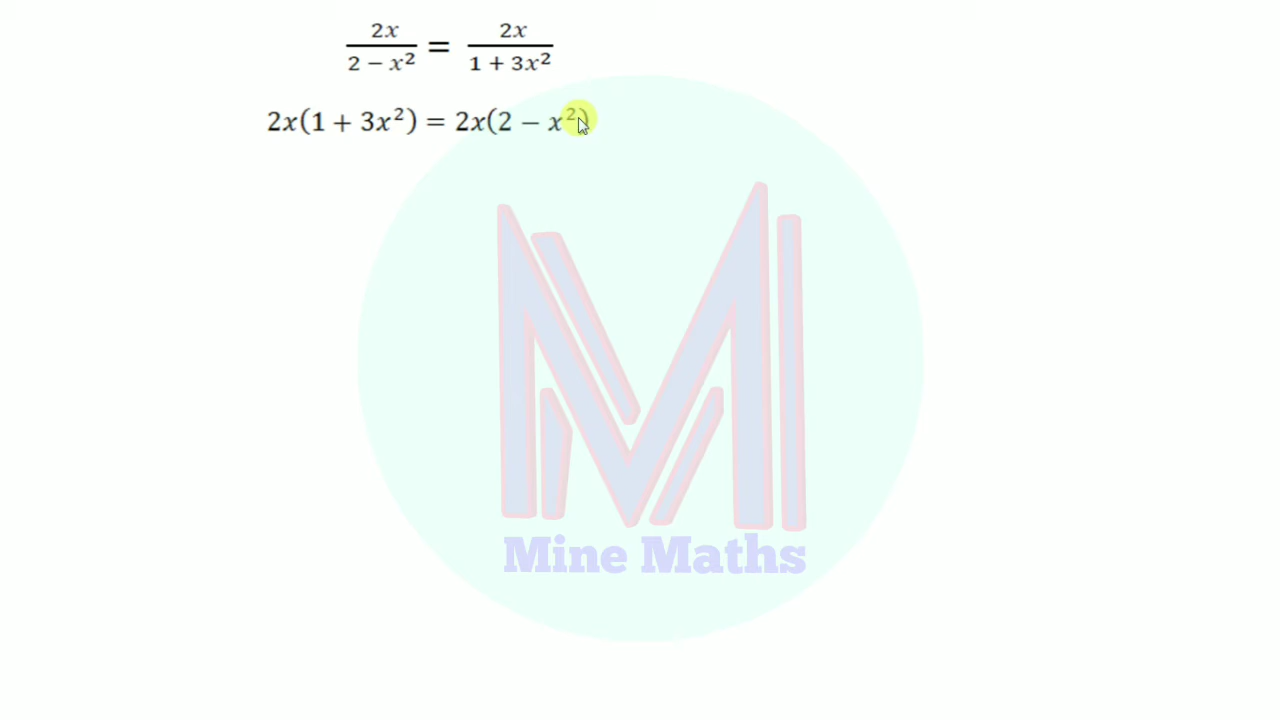 2x/(2 − x²) = 2x/(1 + 3x²)
2x(1 + 3x²) = 2x(2 − x²)
Mine Maths